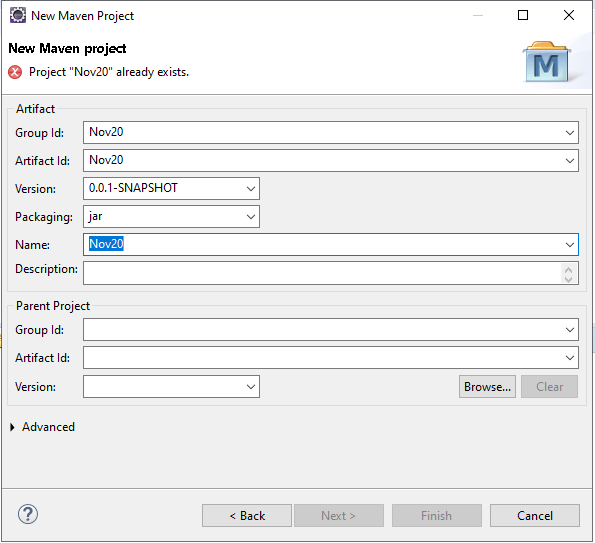 New Maven Project
New Maven project
Project "Nov20" already exists.
M
Artifact
Group Id: Nov20
Artifact Id: Nov20
Version: 0.0.1-SNAPSHOT
Packaging: jar
Name: Nov20
Description:
Parent Project
Group Id:
Artifact Id:
Version: Browse... Clear
Advanced
? < Back Next > Finish Cancel